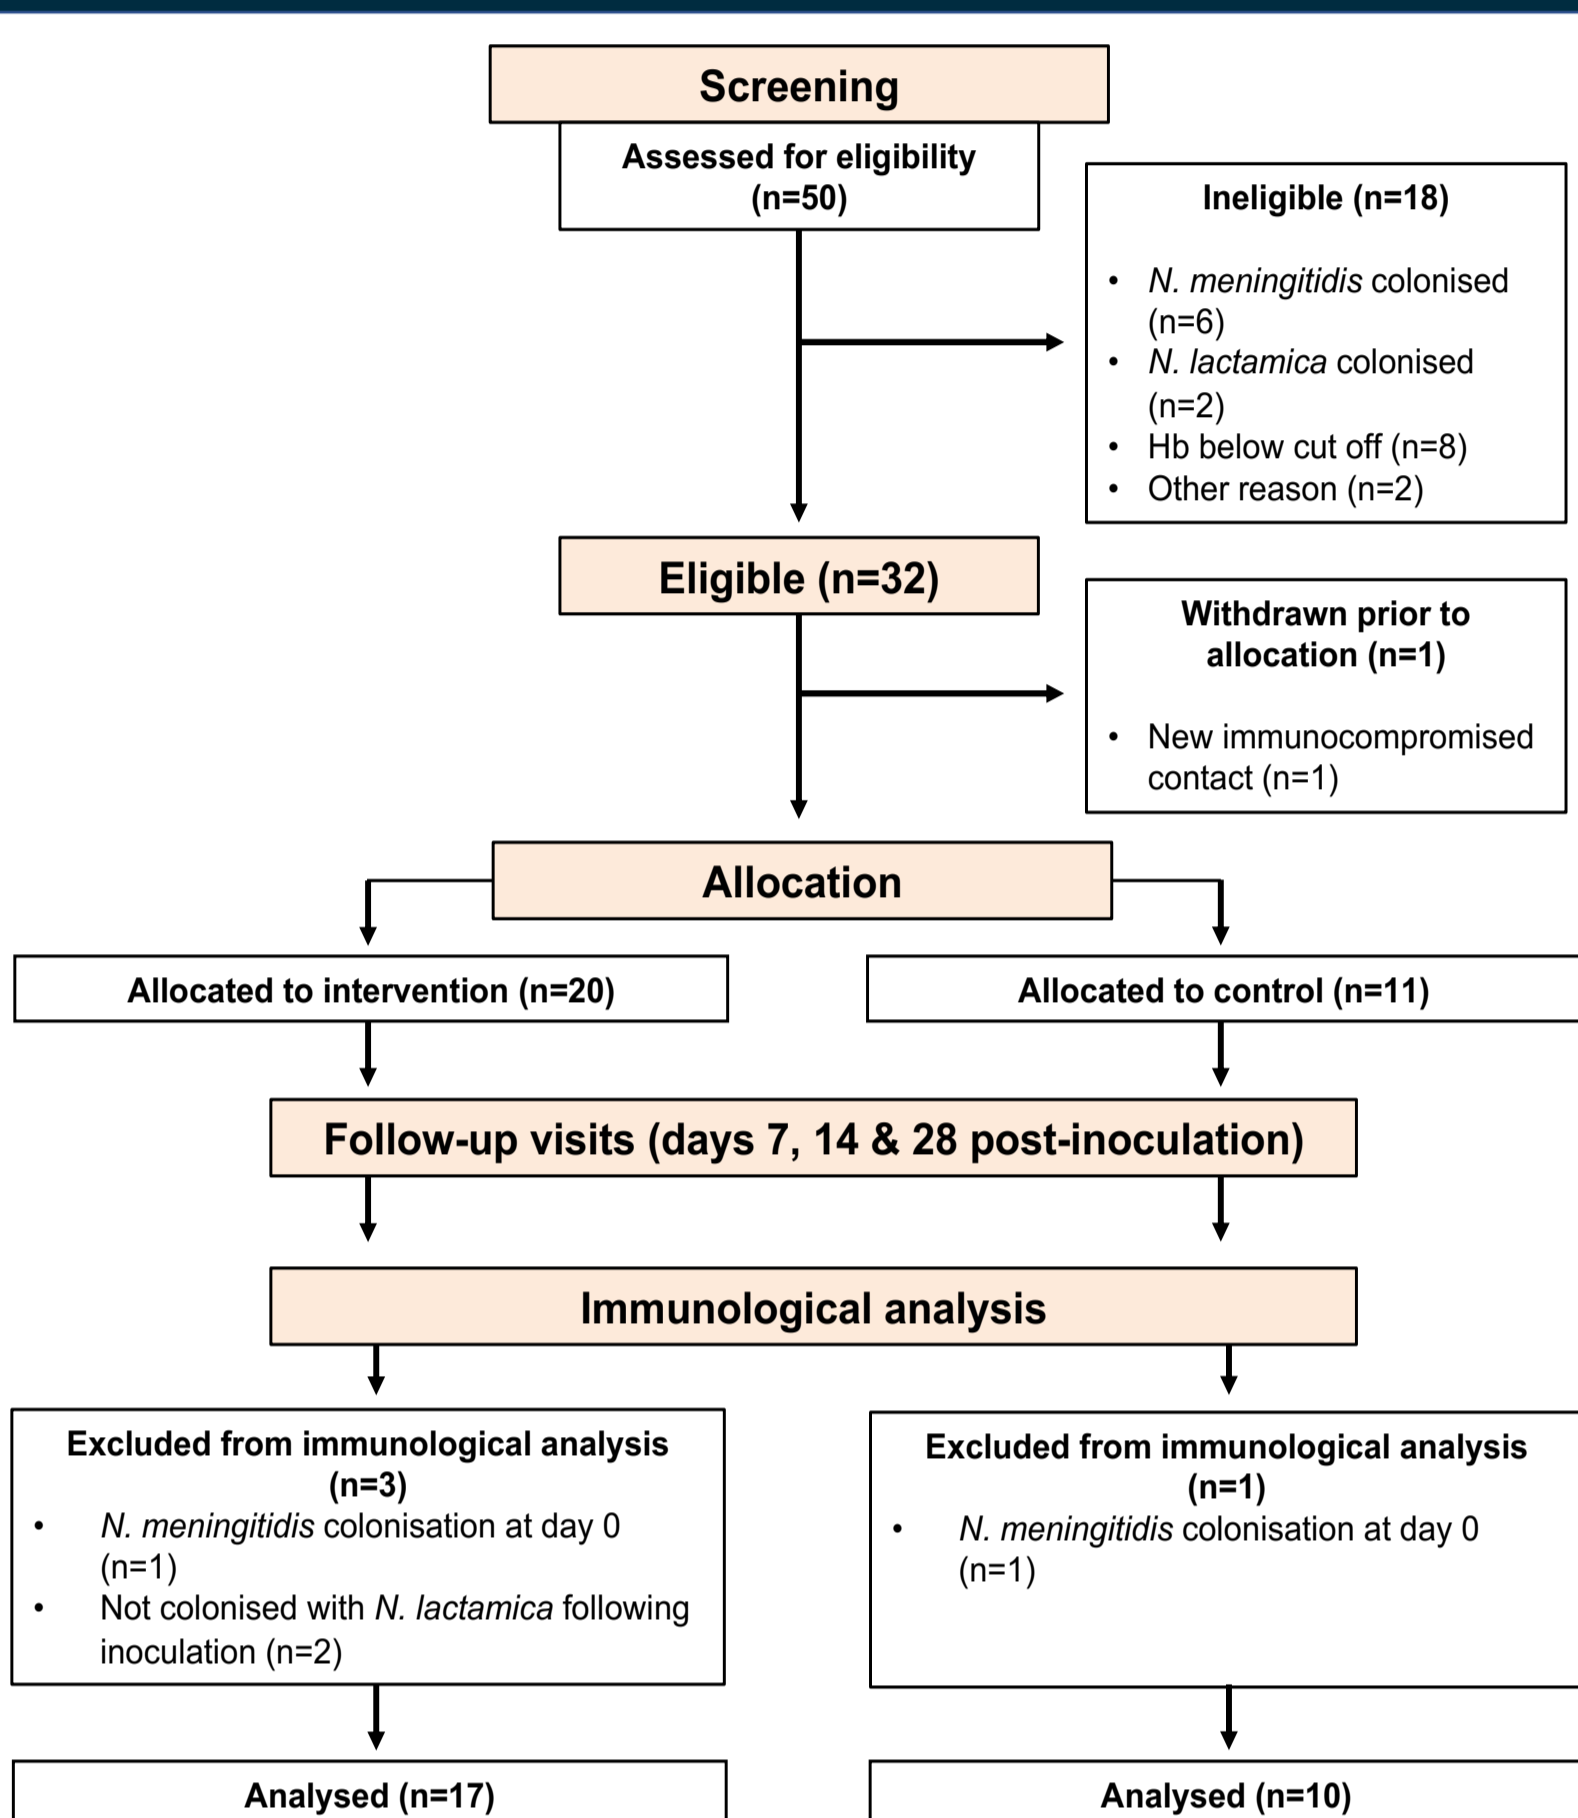 Screening
Assessed for eligibility
(n=50)
Ineligible (n=18)
• N. meningitidis colonised
(n=6)
• N. lactamica colonised
(n=2)
• Hb below cut off (n=8)
• Other reason (n=2)
Eligible (n=32)
Withdrawn prior to
allocation (n=1)
• New immunocompromised
contact (n=1)
Allocation
Allocated to intervention (n=20)
Allocated to control (n=11)
Follow-up visits (days 7, 14 & 28 post-inoculation)
Immunological analysis
Excluded from immunological analysis
(n=3)
• N. meningitidis colonisation at day 0
(n=1)
• Not colonised with N. lactamica following
inoculation (n=2)
Excluded from immunological analysis
(n=1)
• N. meningitidis colonisation at day 0
(n=1)
Analysed (n=17)
Analysed (n=10)